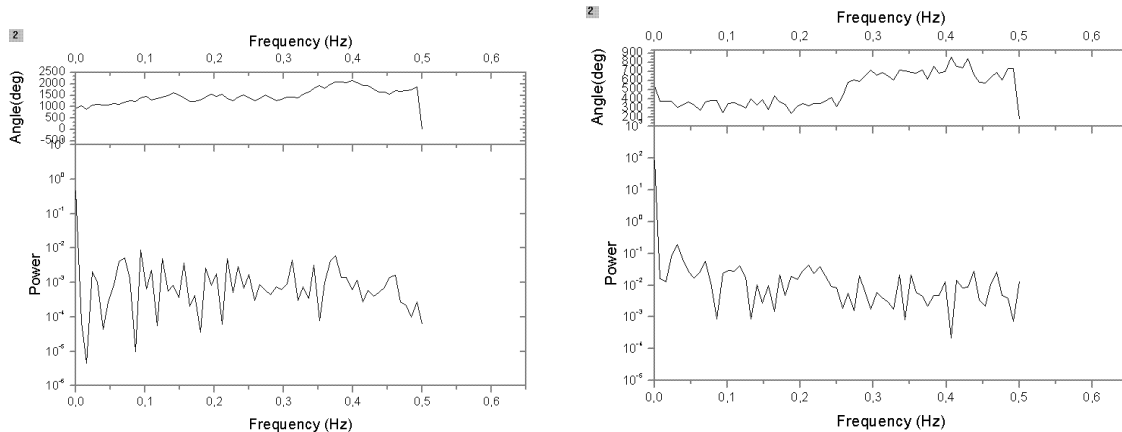 2
Frequency (Hz)
0,0 0,1 0,2 0,3 0,4 0,5 0,6
Angle(deg)
2500
2000
1500
1000
500
0
-500
Power
10⁰
10⁻¹
10⁻²
10⁻³
10⁻⁴
10⁻⁵
10⁻⁶
0,0 0,1 0,2 0,3 0,4 0,5 0,6
Frequency (Hz)
2
Frequency (Hz)
0,0 0,1 0,2 0,3 0,4 0,5 0,6
Angle(deg)
900
800
700
600
500
400
300
200
Power
10³
10²
10¹
10⁰
10⁻¹
10⁻²
10⁻³
10⁻⁴
10⁻⁵
10⁻⁶
0,0 0,1 0,2 0,3 0,4 0,5 0,6
Frequency (Hz)